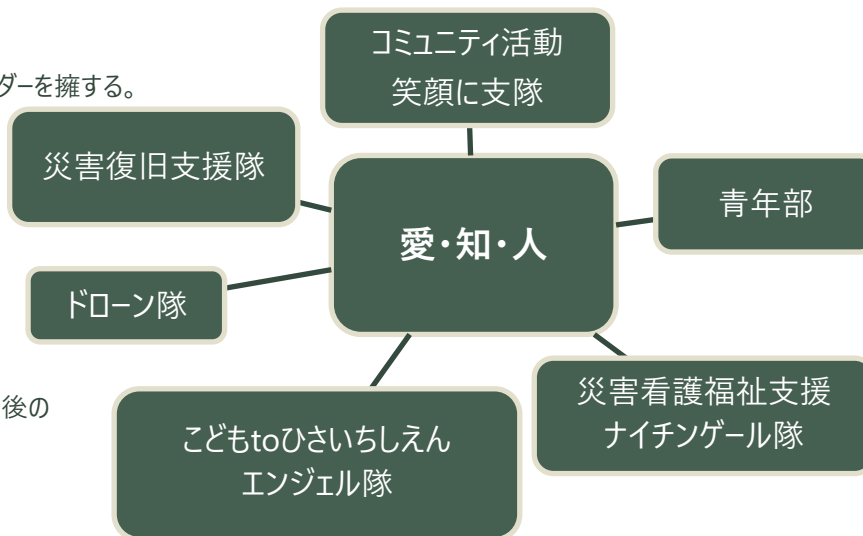 コミュニティ活動
笑顔に支隊
ダーを擁する。
災害復旧支援隊
青年部
愛・知・人
ドローン隊
災害看護福祉支援
ナイチンゲール隊
後の
こどもtoひさいちしえん
エンジェル隊